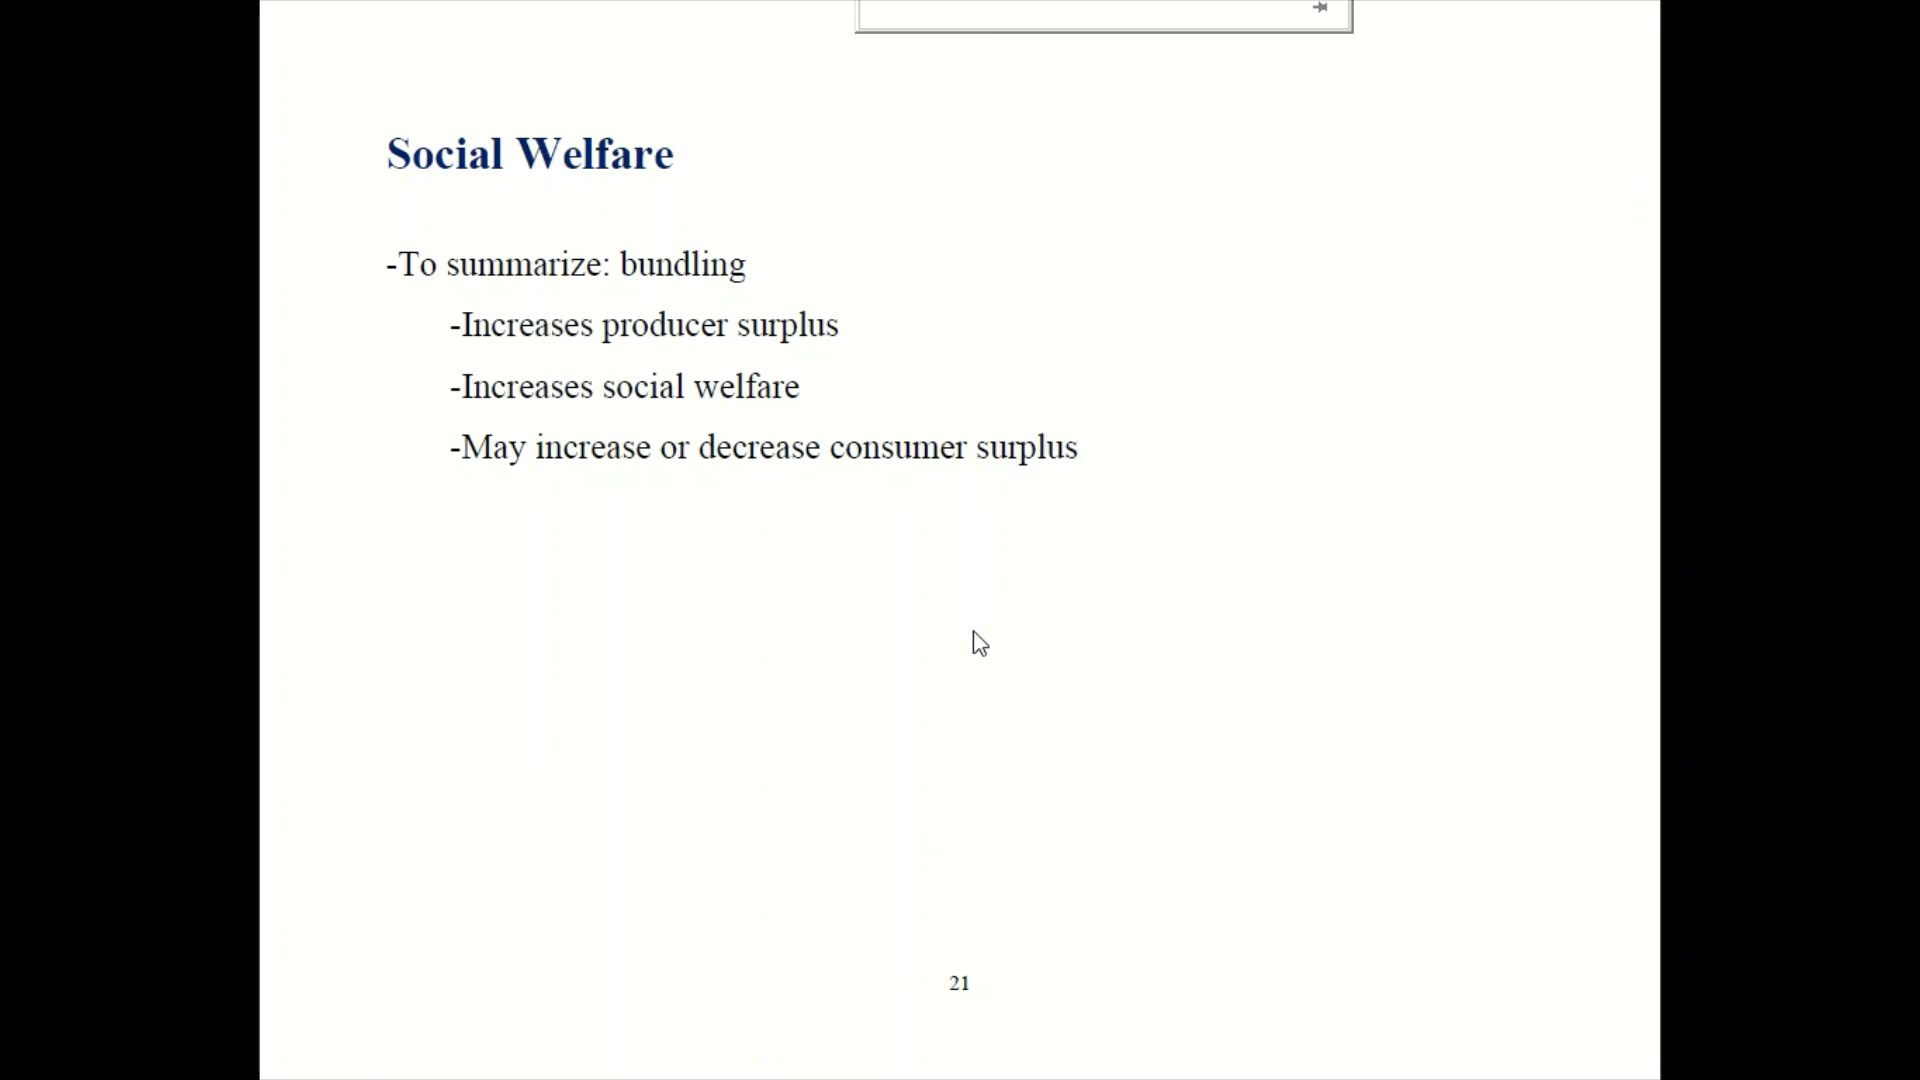 Social Welfare
-To summarize: bundling
-Increases producer surplus
-Increases social welfare
-May increase or decrease consumer surplus
21